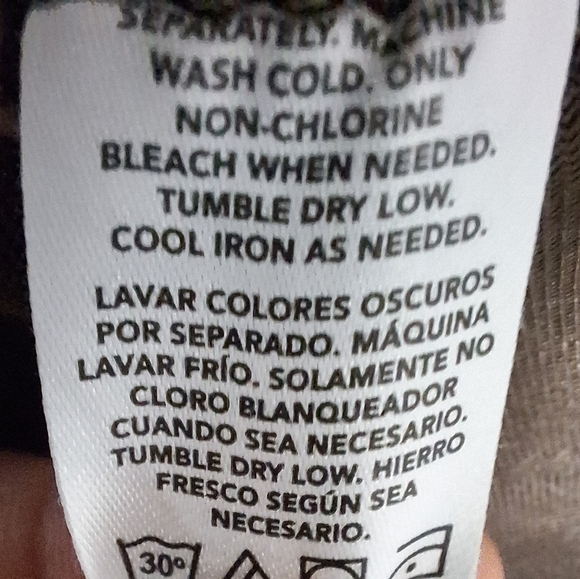 SEPARATELY. MACHINE
WASH COLD. ONLY
NON-CHLORINE
BLEACH WHEN NEEDED.
TUMBLE DRY LOW.
COOL IRON AS NEEDED.
LAVAR COLORES OSCUROS
POR SEPARADO. MÁQUINA
LAVAR FRÍO. SOLAMENTE NO
CLORO BLANQUEADOR
CUANDO SEA NECESARIO.
TUMBLE DRY LOW. HIERRO
FRESCO SEGÚN SEA
NECESARIO.
30º